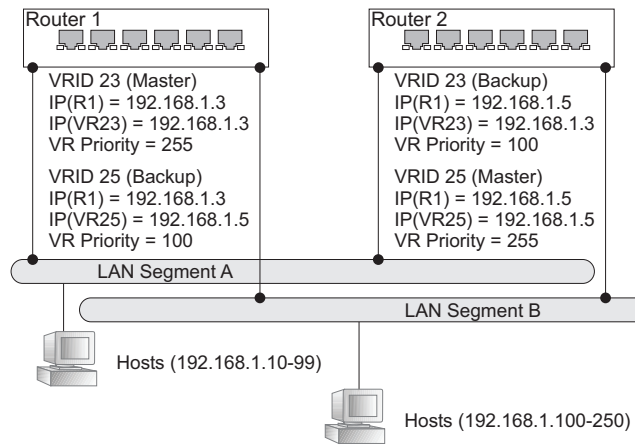 Router 1
VRID 23 (Master)
IP(R1) = 192.168.1.3
IP(VR23) = 192.168.1.3
VR Priority = 255
VRID 25 (Backup)
IP(R1) = 192.168.1.3
IP(VR25) = 192.168.1.5
VR Priority = 100
Router 2
VRID 23 (Backup)
IP(R1) = 192.168.1.5
IP(VR23) = 192.168.1.3
VR Priority = 100
VRID 25 (Master)
IP(R1) = 192.168.1.5
IP(VR25) = 192.168.1.5
VR Priority = 255
LAN Segment A
LAN Segment B
Hosts (192.168.1.10-99)
Hosts (192.168.1.100-250)